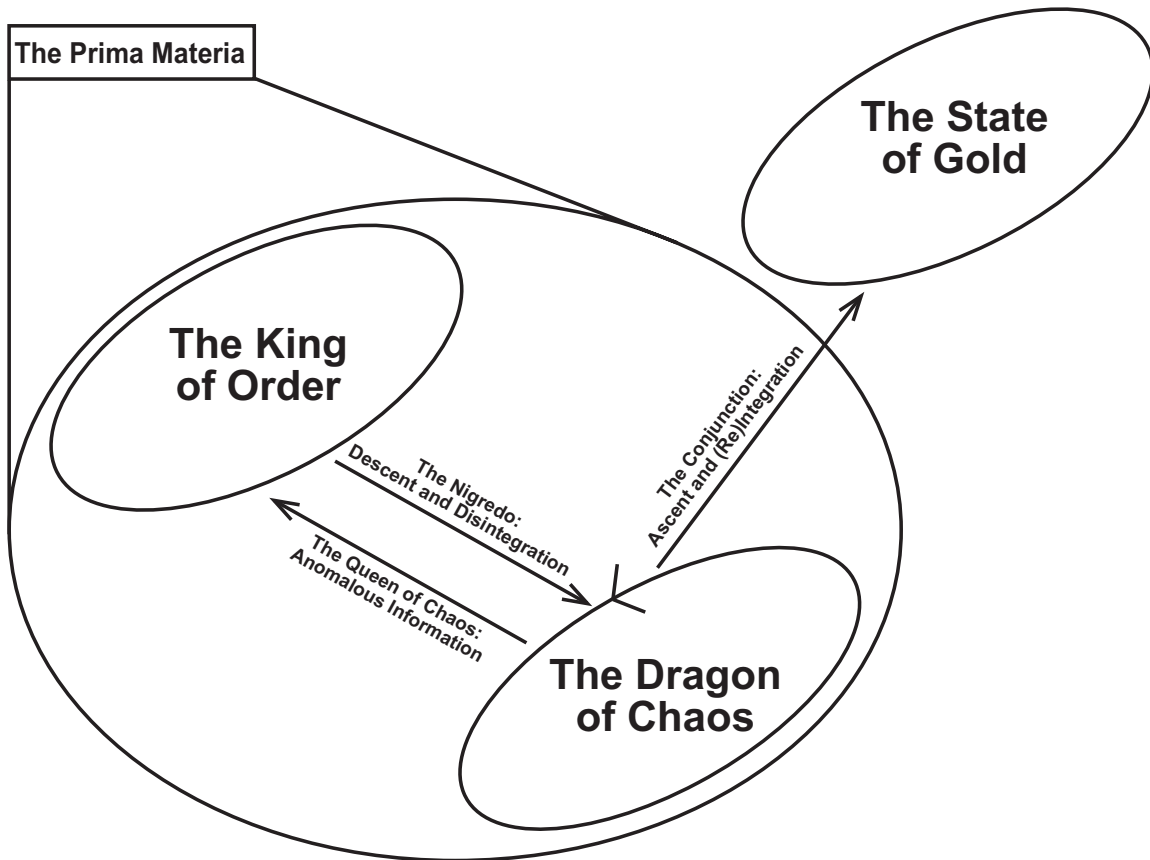 The Prima Materia
The State
of Gold
The King
of Order
The Conjunction:
Ascent and (Re)Integration
The Nigredo:
Descent and Disintegration
The Queen of Chaos:
Anomalous Information
The Dragon
of Chaos